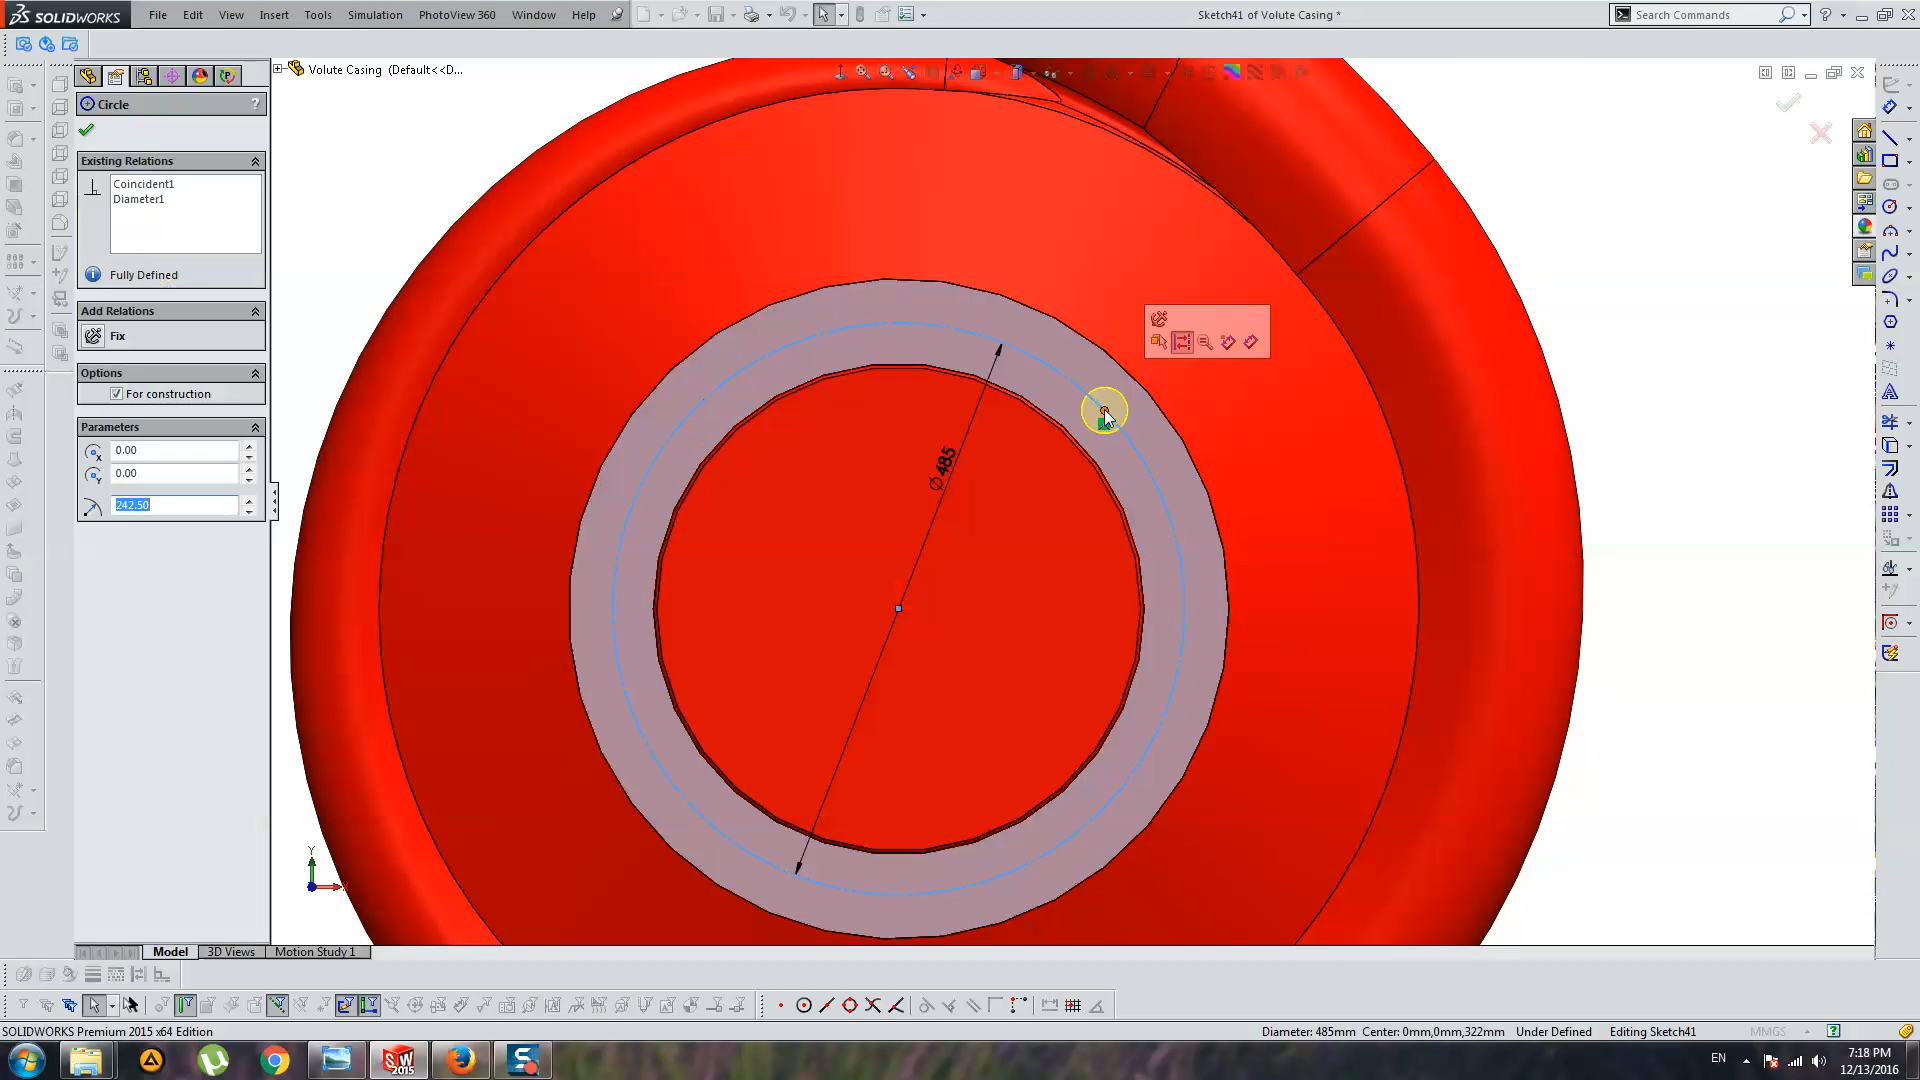 SOLIDWORKS
File
Edit
View
Insert
Tools
Simulation
PhotoView 360
Window
Help
Sketch41 of Volute Casing *
Search Commands
Volute Casing (Default<<D...
Circle
?
Existing Relations
Coincident1
Diameter1
Fully Defined
Add Relations
Fix
Options
For construction
Parameters
0.00
0.00
242.50
∅485
Y
Model
3D Views
Motion Study 1
SOLIDWORKS Premium 2015 x64 Edition
Diameter: 485mm Center: 0mm,0mm,322mm
Under Defined
Editing Sketch41
MMGS
SW
2015
EN
7:18 PM
12/13/2016